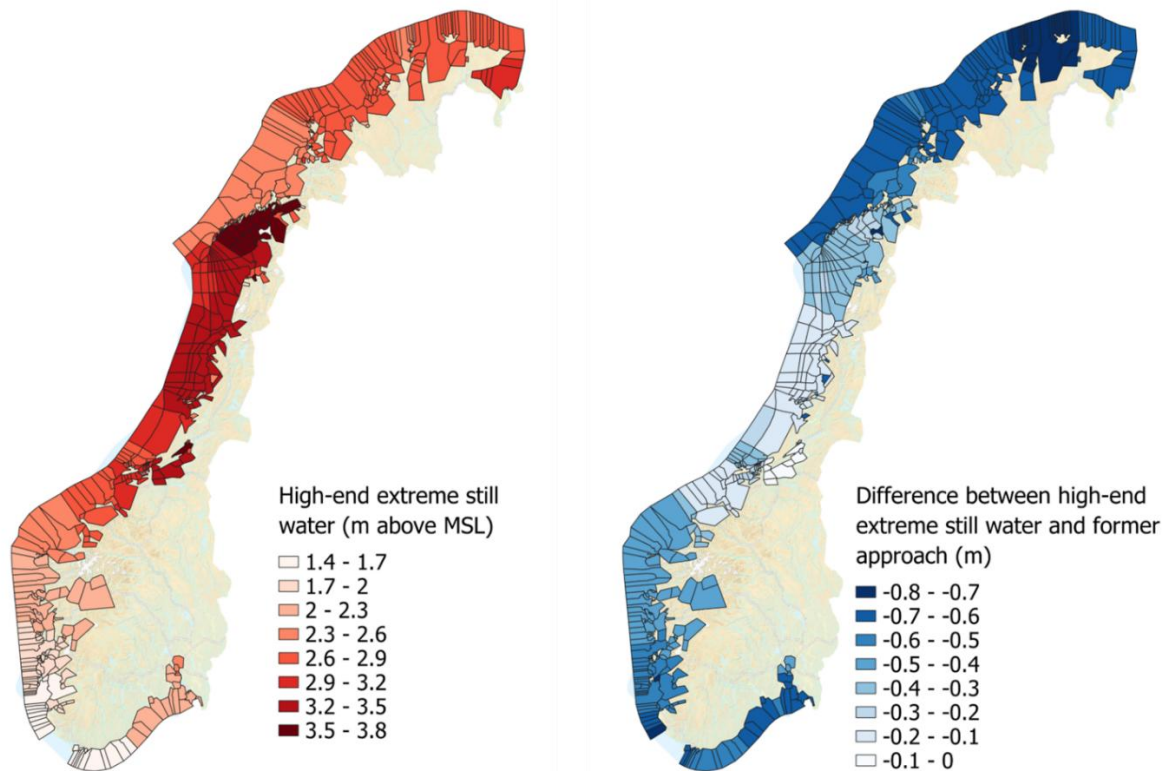 High-end extreme still
water (m above MSL)
1.4 - 1.7
1.7 - 2
2 - 2.3
2.3 - 2.6
2.6 - 2.9
2.9 - 3.2
3.2 - 3.5
3.5 - 3.8
Difference between high-end
extreme still water and former
approach (m)
-0.8 - -0.7
-0.7 - -0.6
-0.6 - -0.5
-0.5 - -0.4
-0.4 - -0.3
-0.3 - -0.2
-0.2 - -0.1
-0.1 - 0